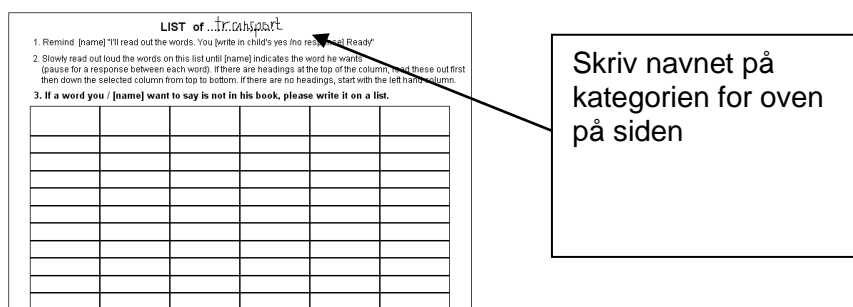 LIST of ...transport
1. Remind [name] "I'll read out the words. You [write in child's yes /no response] Ready"
2. Slowly read out loud the words on this list until [name] indicates the word he wants
(pause for a response between each word). If there are headings at the top of the column, read these out first
then down the selected column from top to bottom. If there are no headings, start with the left hand column.
3. If a word you / [name] want to say is not in his book, please write it on a list.
Skriv navnet på
kategorien for oven
på siden